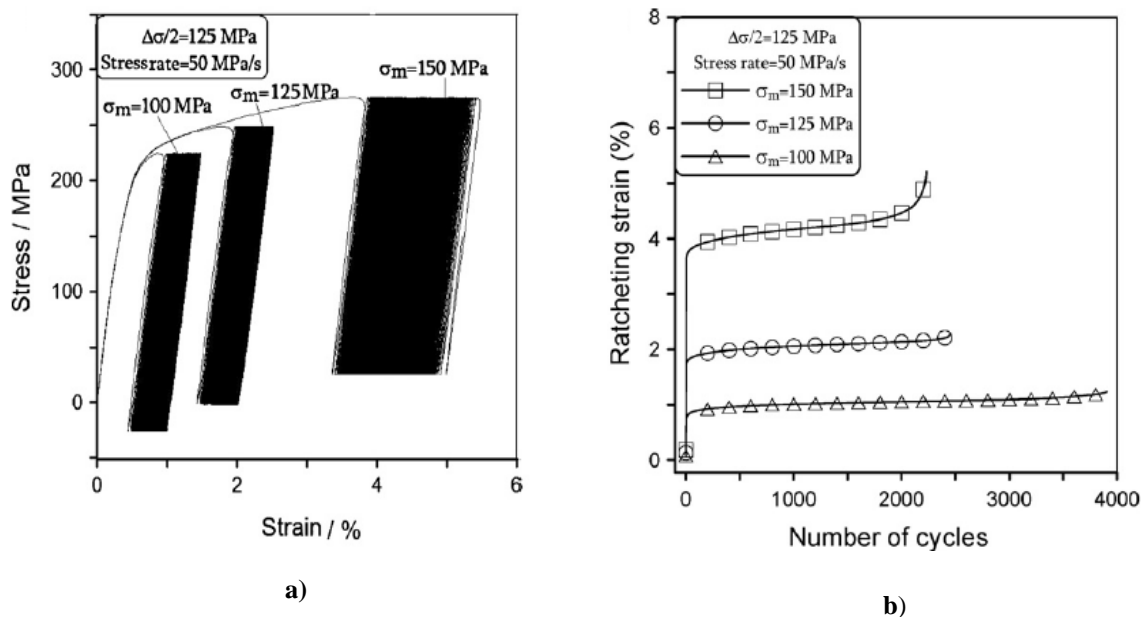 Δσ/2=125 MPa
Stress rate=50 MPa/s
σm=150 MPa
σm=125 MPa
σm=100 MPa
300
200
100
0
Stress / MPa
0
2
4
6
Strain / %
a)
Δσ/2=125 MPa
Stress rate=50 MPa/s
σm=150 MPa
σm=125 MPa
σm=100 MPa
8
6
4
2
0
Ratcheting strain (%)
0
1000
2000
3000
4000
Number of cycles
b)